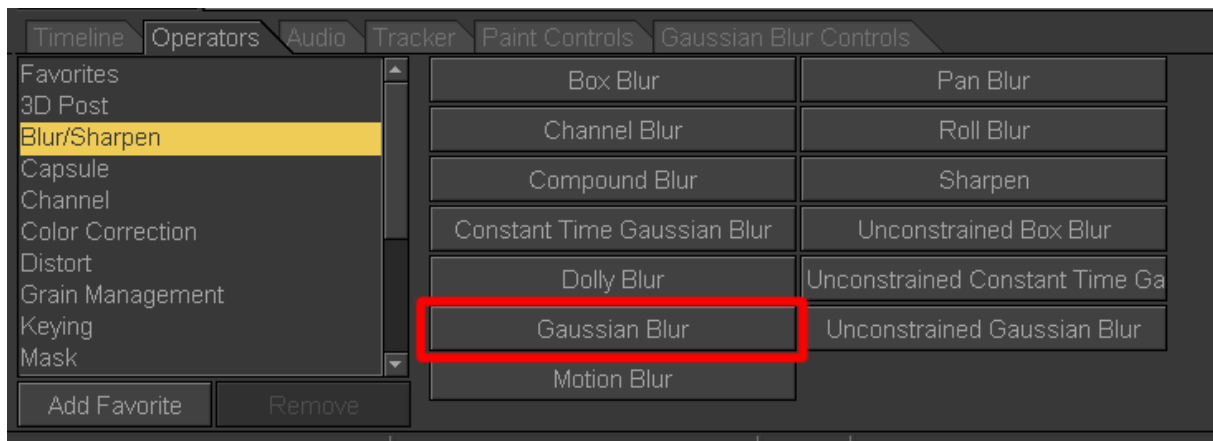 Timeline Operators Audio Tracker Paint Controls Gaussian Blur Controls
Favorites
3D Post
Blur/Sharpen
Capsule
Channel
Color Correction
Distort
Grain Management
Keying
Mask
Add Favorite Remove
Box Blur Pan Blur
Channel Blur Roll Blur
Compound Blur Sharpen
Constant Time Gaussian Blur Unconstrained Box Blur
Dolly Blur Unconstrained Constant Time Ga
Gaussian Blur Unconstrained Gaussian Blur
Motion Blur